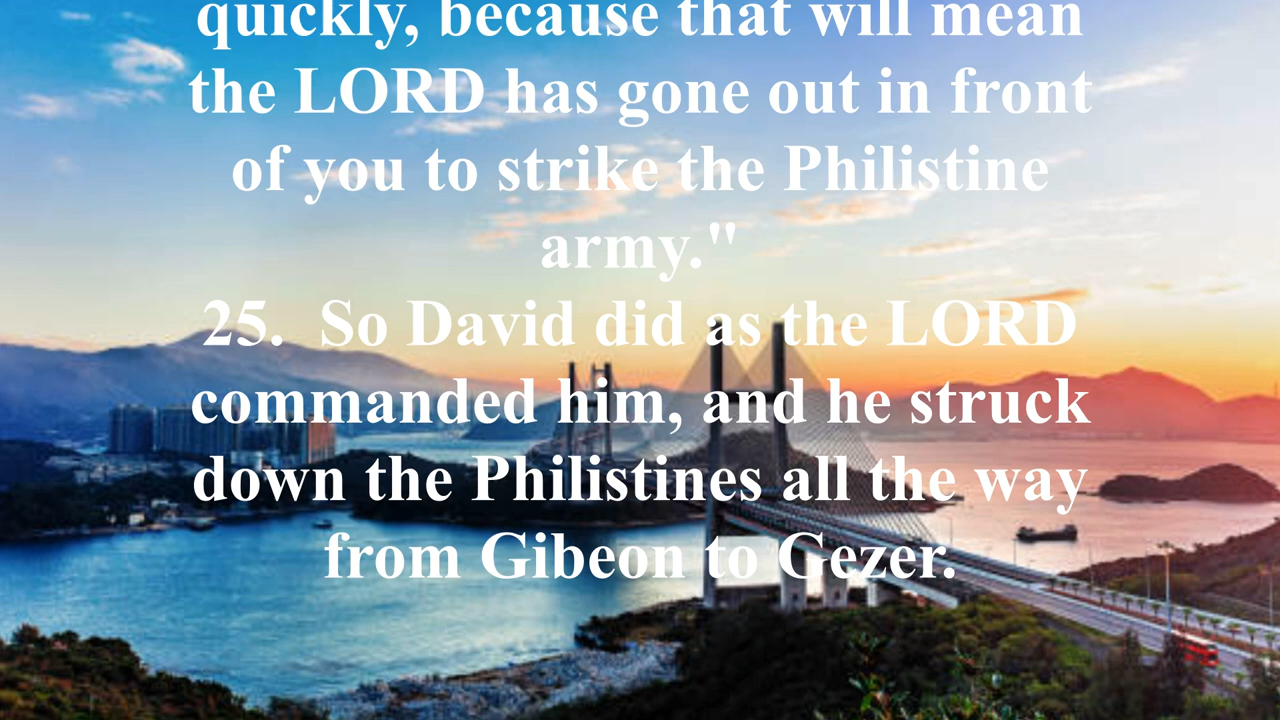 quickly, because that will mean
the LORD has gone out in front
of you to strike the Philistine
army."
25.  So David did as the LORD
commanded him, and he struck
down the Philistines all the way
from Gibeon to Gezer.